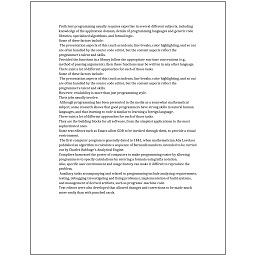 Proficient programming usually requires expertise in several different subjects, including
knowledge of the application domain, details of programming languages and generic code
libraries, specialized algorithms, and formal logic.
Some of these factors include:
The presentation aspects of this (such as indents, line breaks, color highlighting, and so on)
are often handled by the source code editor, but the content aspects reflect the
programmer's talent and skills.
Provided the functions in a library follow the appropriate run-time conventions (e.g.,
method of passing arguments), then these functions may be written in any other language.
There exist a lot of different approaches for each of those tasks.
Some of these factors include:
The presentation aspects of this (such as indents, line breaks, color highlighting, and so on)
are often handled by the source code editor, but the content aspects reflect the
programmer's talent and skills.
However, readability is more than just programming style.
Their jobs usually involve:
Although programming has been presented in the media as a somewhat mathematical
subject, some research shows that good programmers have strong skills in natural human
languages, and that learning to code is similar to learning a foreign language.
There exist a lot of different approaches for each of those tasks.
They are the building blocks for all software, from the simplest applications to the most
sophisticated ones.
Some text editors such as Emacs allow GDB to be invoked through them, to provide a visual
environment.
The first computer program is generally dated to 1843, when mathematician Ada Lovelace
published an algorithm to calculate a sequence of Bernoulli numbers, intended to be carried
out by Charles Babbage's Analytical Engine.
Compilers harnessed the power of computers to make programming easier by allowing
programmers to specify calculations by entering a formula using infix notation.
Also, specific user environment and usage history can make it difficult to reproduce the
problem.
Auxiliary tasks accompanying and related to programming include analyzing requirements,
testing, debugging (investigating and fixing problems), implementation of build systems,
and management of derived artifacts, such as programs' machine code.
Text editors were also developed that allowed changes and corrections to be made much
more easily than with punched cards.